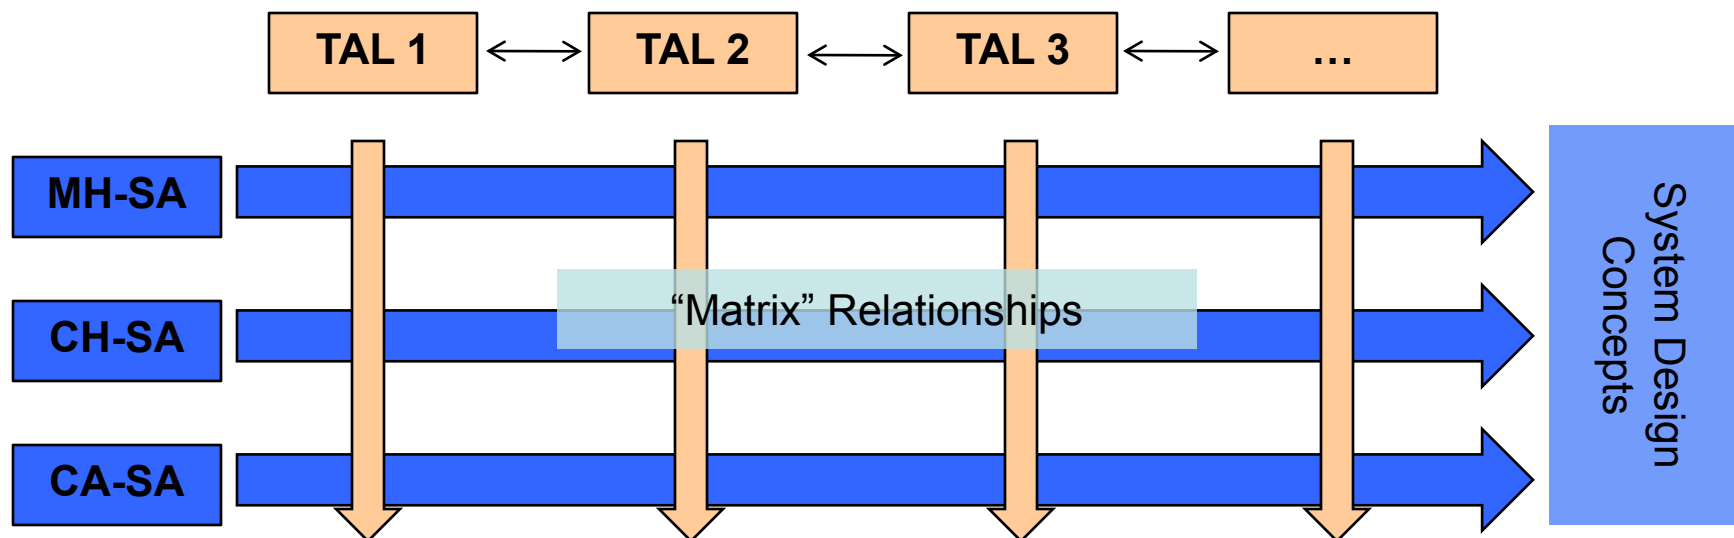 TAL 1
TAL 2
TAL 3
...
MH-SA
CH-SA
CA-SA
“Matrix” Relationships
System Design
Concepts